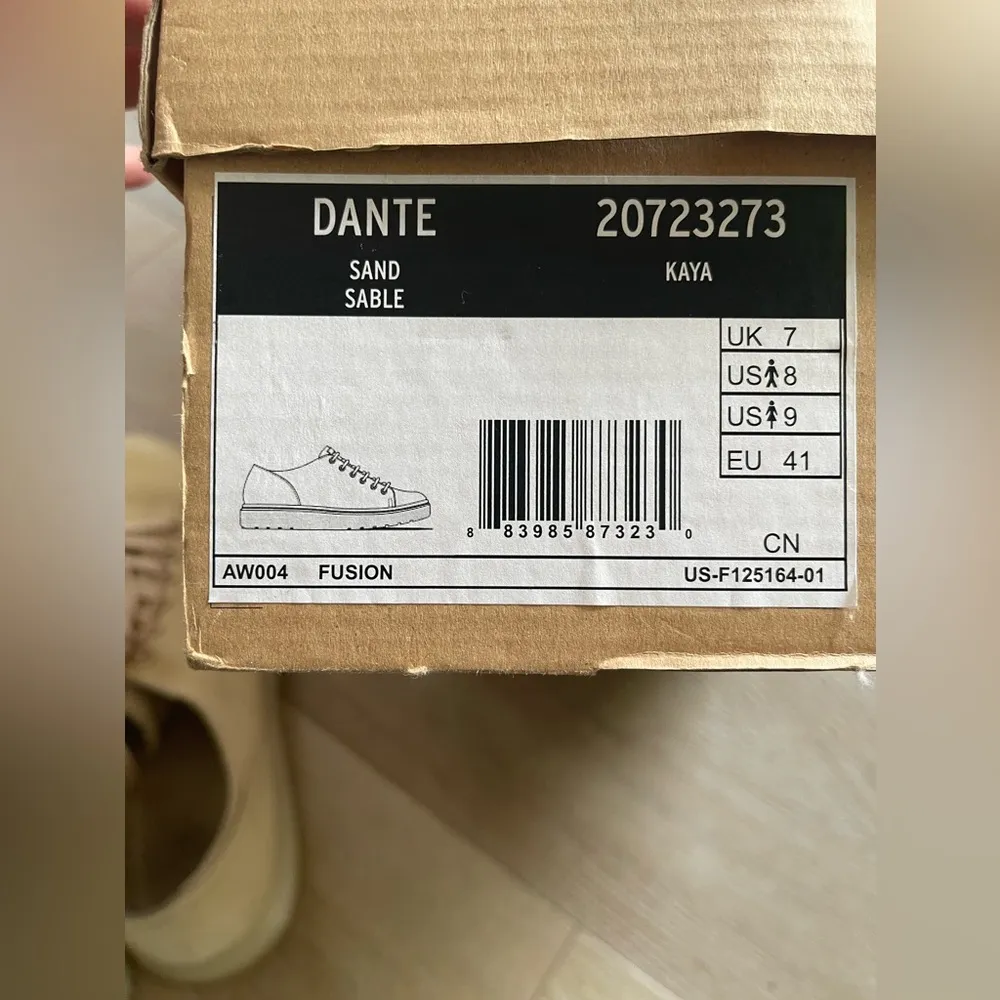 DANTE 20723273
SAND KAYA
SABLE
UK 7
US 8
US 9
EU 41
8 83985 87323 0
CN
AW004 FUSION US-F125164-01